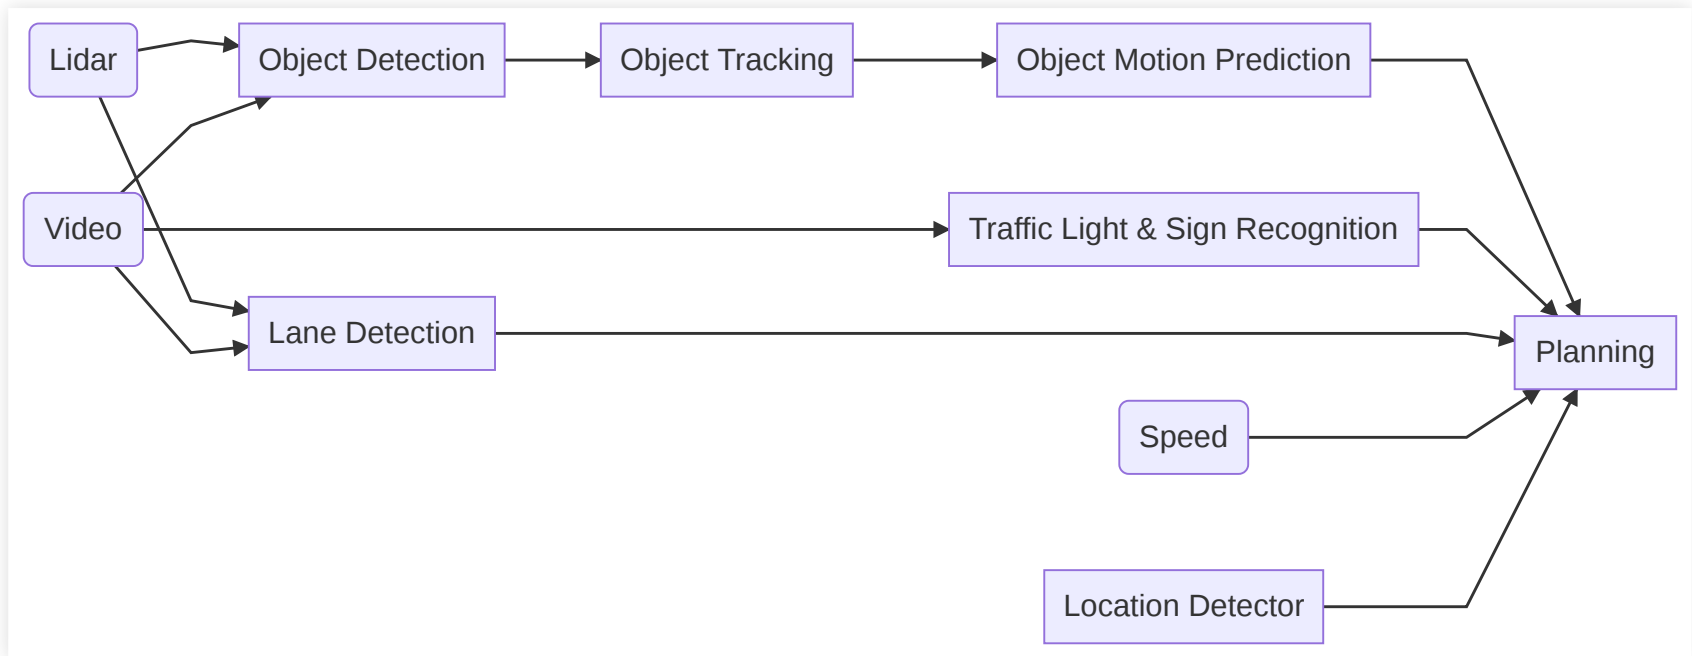 Lidar
Object Detection
Object Tracking
Object Motion Prediction
Video
Traffic Light & Sign Recognition
Lane Detection
Planning
Speed
Location Detector